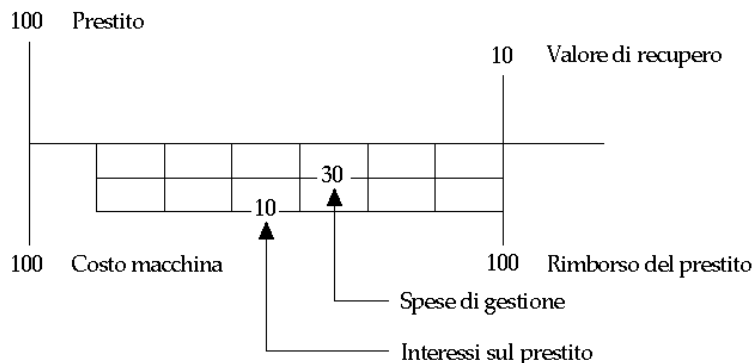 100 Prestito
10 Valore di recupero
30
10
100 Costo macchina
100 Rimborso del prestito
Spese di gestione
Interessi sul prestito